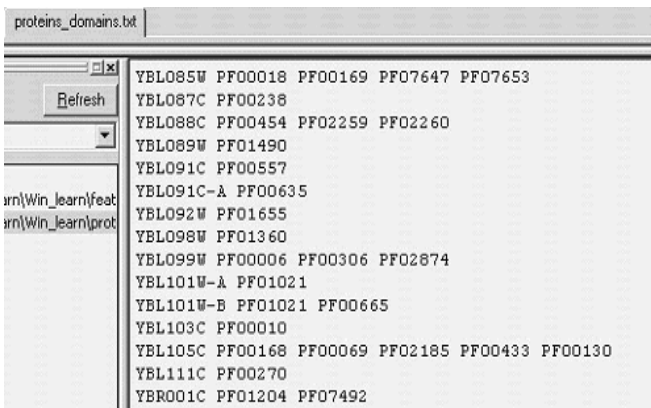 proteins_domains.txt
Refresh
arn\Win_learn\feat
arn\Win_learn\prot
YBL085W PF00018 PF00169 PF07647 PF07653
YBL087C PF00238
YBL088C PF00454 PF02259 PF02260
YBL089W PF01490
YBL091C PF00557
YBL091C-A PF00635
YBL092W PF01655
YBL098W PF01360
YBL099W PF00006 PF00306 PF02874
YBL101W-A PF01021
YBL101W-B PF01021 PF00665
YBL103C PF00010
YBL105C PF00168 PF00069 PF02185 PF00433 PF00130
YBL111C PF00270
YBR001C PF01204 PF07492